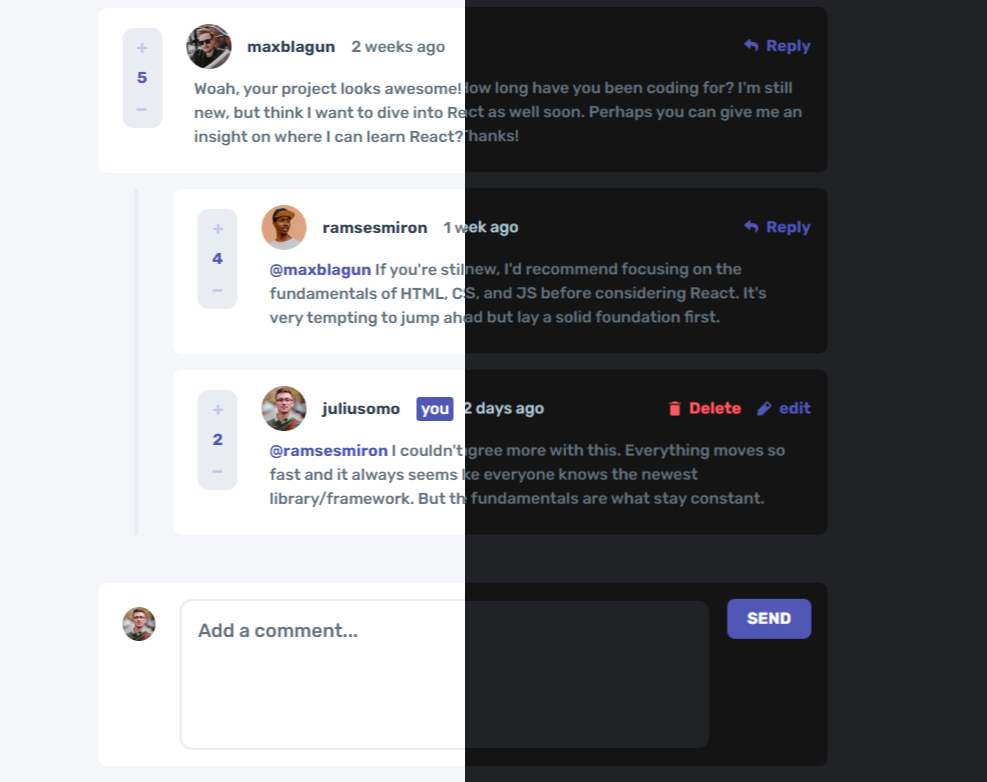 +
5
−
maxblagun 2 weeks ago Reply
Woah, your project looks awesome! How long have you been coding for? I'm still
new, but think I want to dive into React as well soon. Perhaps you can give me an
insight on where I can learn React? Thanks!
+
4
−
ramsesmiron 1 week ago Reply
@maxblagun If you're still new, I'd recommend focusing on the
fundamentals of HTML, CSS, and JS before considering React. It's
very tempting to jump ahead but lay a solid foundation first.
+
2
−
juliusomo you 2 days ago Delete edit
@ramsesmiron I couldn't agree more with this. Everything moves so
fast and it always seems like everyone knows the newest
library/framework. But the fundamentals are what stay constant.
Add a comment...
SEND